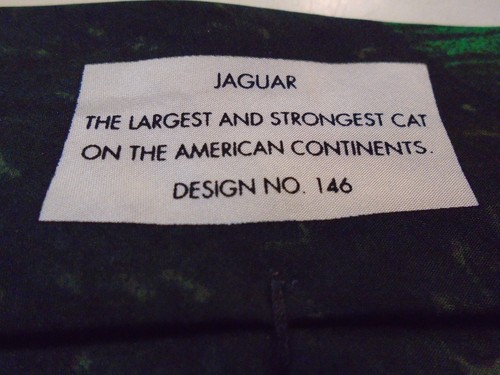 JAGUAR
THE LARGEST AND STRONGEST CAT
ON THE AMERICAN CONTINENTS.
DESIGN NO. 146